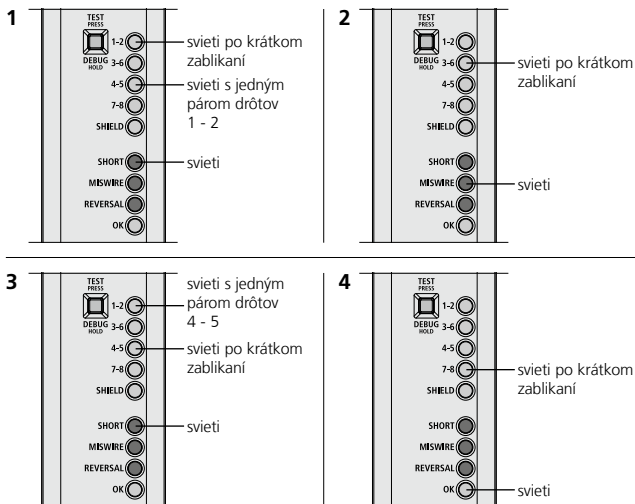 1
TEST
PRESS
1-2
DEBUG
HOLD
3-6
4-5
7-8
SHIELD
SHORT
MISWIRE
REVERSAL
OK
svieti po krátkom
zablikaní
svieti s jedným
párom drôtov
1 - 2
svieti
2
TEST
PRESS
1-2
DEBUG
HOLD
3-6
4-5
7-8
SHIELD
SHORT
MISWIRE
REVERSAL
OK
svieti po krátkom
zablikaní
svieti
3
TEST
PRESS
1-2
DEBUG
HOLD
3-6
4-5
7-8
SHIELD
SHORT
MISWIRE
REVERSAL
OK
svieti s jedným
párom drôtov
4 - 5
svieti po krátkom
zablikaní
svieti
4
TEST
PRESS
1-2
DEBUG
HOLD
3-6
4-5
7-8
SHIELD
SHORT
MISWIRE
REVERSAL
OK
svieti po krátkom
zablikaní
svieti